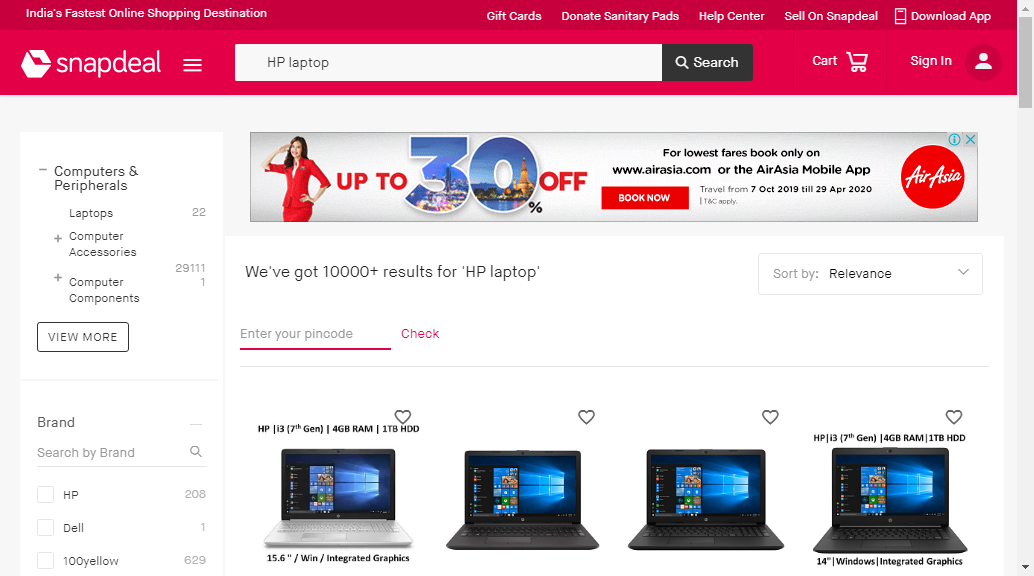 India's Fastest Online Shopping Destination
Gift Cards Donate Sanitary Pads Help Center Sell On Snapdeal Download App
snapdeal
HP laptop
Search
Cart
Sign In
Computers & Peripherals
Laptops 22
Computer Accessories
29111
Computer Components
1
VIEW MORE
Brand
Search by Brand
HP 208
Dell 1
100yellow 629
UP TO 30% OFF
For lowest fares book only on
www.airasia.com or the AirAsia Mobile App
BOOK NOW
Travel from 7 Oct 2019 till 29 Apr 2020
T&C apply.
AirAsia
We've got 10000+ results for 'HP laptop'
Sort by: Relevance
Enter your pincode
Check
HP |i3 (7th Gen) | 4GB RAM | 1TB HDD
15.6 " / Win / Integrated Graphics
HP|i3 (7th Gen) |4GB RAM|1TB HDD
14"|Windows|Integrated Graphics